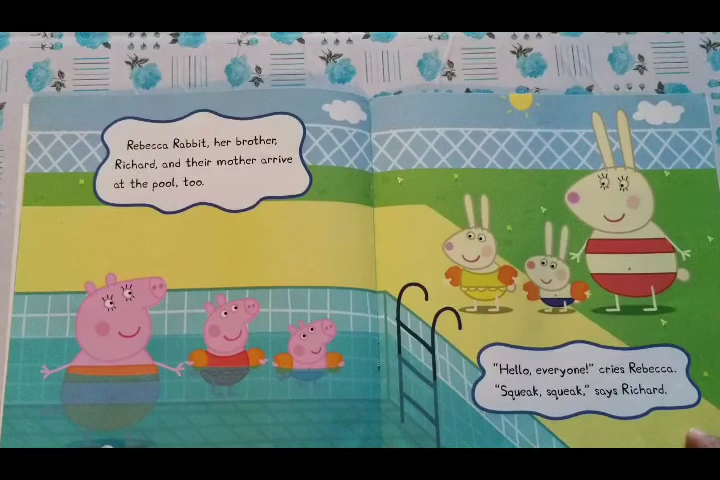 Rebecca Rabbit, her brother,
Richard, and their mother arrive
at the pool, too.
"Hello, everyone!" cries Rebecca.
"Squeak, squeak," says Richard.